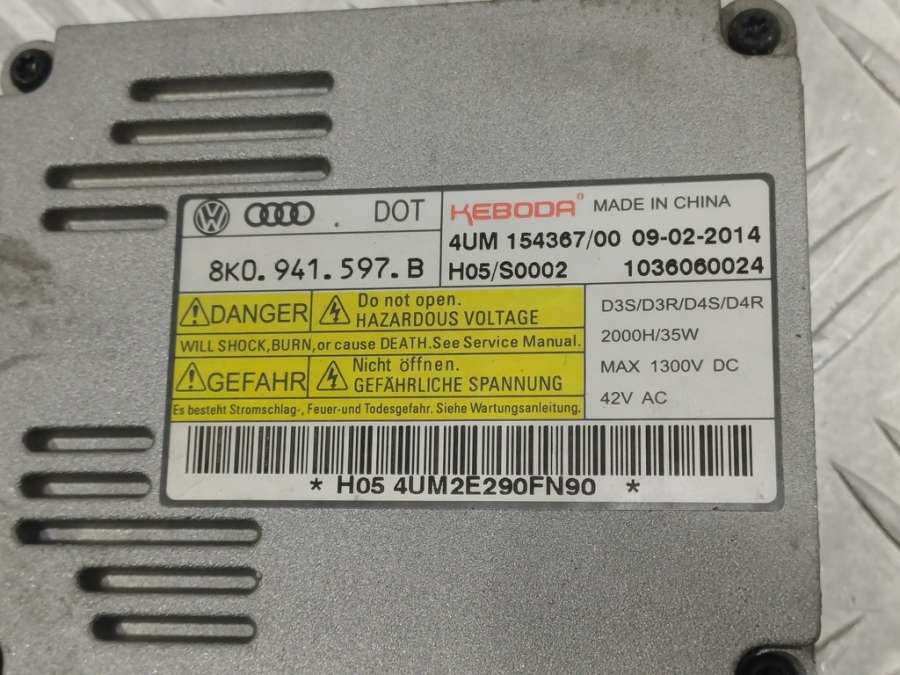 DOT
KEBODA® MADE IN CHINA
4UM 154367/00 09-02-2014
8K0.941.597.B
H05/S0002 1036060024
DANGER
Do not open.
HAZARDOUS VOLTAGE
WILL SHOCK,BURN,or cause DEATH.See Service Manual.
GEFAHR
Nicht öffnen.
GEFÄHRLICHE SPANNUNG
Es besteht Stromschlag-, Feuer-und Todesgefahr. Siehe Wartungsanleitung.
D3S/D3R/D4S/D4R
2000H/35W
MAX 1300V DC
42V AC
* H05 4UM2E290FN90 *